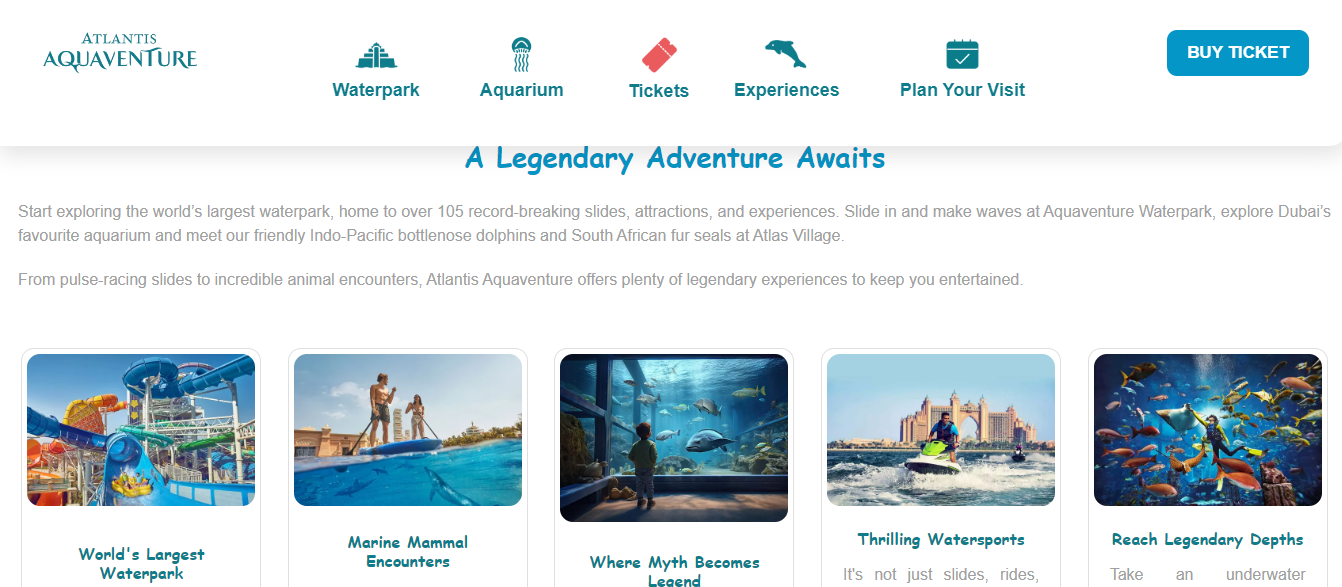 ATLANTIS
AQUAVENTURE
Waterpark
Aquarium
Tickets
Experiences
Plan Your Visit
BUY TICKET
A Legendary Adventure Awaits
Start exploring the world’s largest waterpark, home to over 105 record-breaking slides, attractions, and experiences. Slide in and make waves at Aquaventure Waterpark, explore Dubai’s
favourite aquarium and meet our friendly Indo-Pacific bottlenose dolphins and South African fur seals at Atlas Village.
From pulse-racing slides to incredible animal encounters, Atlantis Aquaventure offers plenty of legendary experiences to keep you entertained.
World's Largest
Waterpark
Marine Mammal
Encounters
Where Myth Becomes
Legend
Thrilling Watersports
It's not just slides, rides,
Reach Legendary Depths
Take an underwater